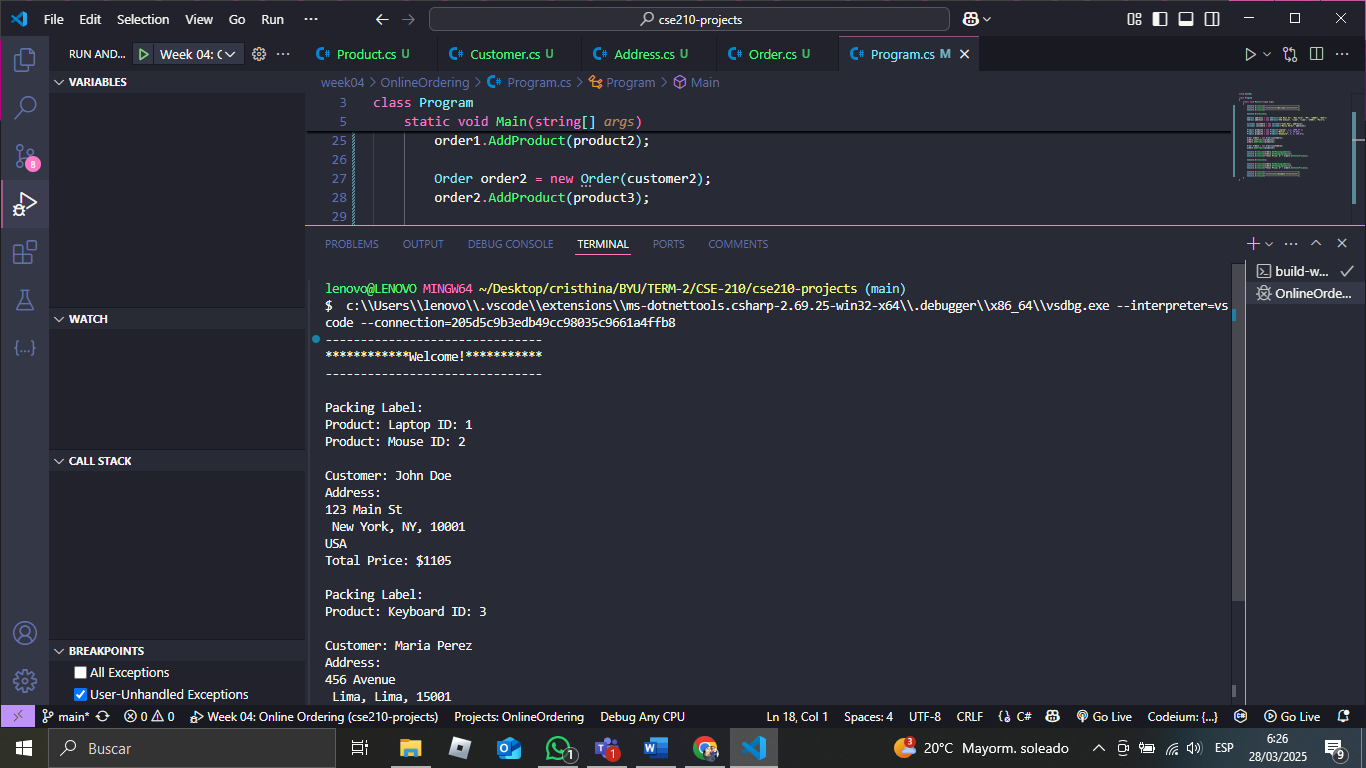 File Edit Selection View Go Run ··· cse210-projects
RUN AND... Week 04: C ···
Product.cs U Customer.cs U Address.cs U Order.cs U Program.cs M
week04 > OnlineOrdering > Program.cs > Program > Main
3 class Program
5 static void Main(string[] args)
25 order1.AddProduct(product2);
26
27 Order order2 = new Order(customer2);
28 order2.AddProduct(product3);
29
VARIABLES
WATCH
CALL STACK
BREAKPOINTS
All Exceptions
User-Unhandled Exceptions
8
PROBLEMS OUTPUT DEBUG CONSOLE TERMINAL PORTS COMMENTS
build-w...
OnlineOrde...
lenovo@LENOVO MINGW64 ~/Desktop/cristhina/BYU/TERM-2/CSE-210/cse210-projects (main)
$  c:\\Users\\lenovo\\.vscode\\extensions\\ms-dotnettools.csharp-2.69.25-win32-x64\\.debugger\\x86_64\\vsdbg.exe --interpreter=vs
code --connection=205d5c9b3edb49cc98035c9661a4ffb8
-------------------------------
************Welcome!***********
-------------------------------
Packing Label:
Product: Laptop ID: 1
Product: Mouse ID: 2
Customer: John Doe
Address:
123 Main St
New York, NY, 10001
USA
Total Price: $1105
Packing Label:
Product: Keyboard ID: 3
Customer: Maria Perez
Address:
456 Avenue
Lima, Lima, 15001
main* 0 0 Week 04: Online Ordering (cse210-projects) Projects: OnlineOrdering Debug Any CPU Ln 18, Col 1 Spaces: 4 UTF-8 CRLF C# Go Live Codeium: {...} Go Live
Buscar 1 1 3 20°C Mayorm. soleado ESP 6:26
28/03/2025 9